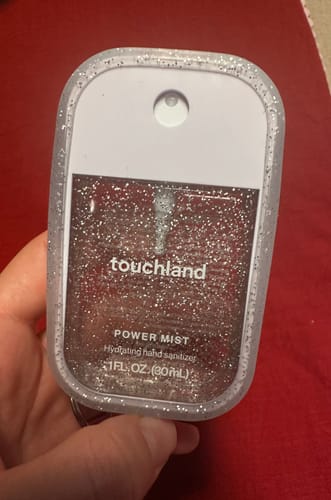 touchland
POWER MIST
Hydrating hand sanitizer
1FL. OZ. (30mL)